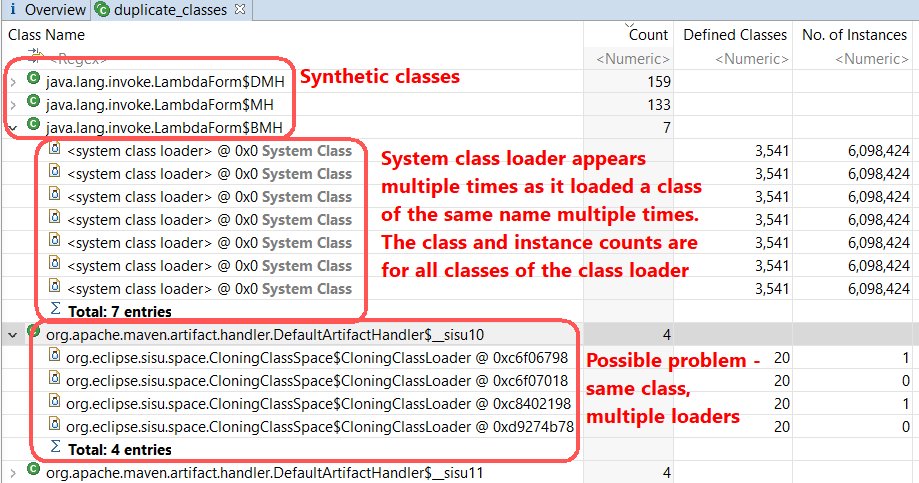 i Overview duplicate_classes
Class Name Count Defined Classes No. of Instances
<Regex> <Numeric> <Numeric> <Numeric>
java.lang.invoke.LambdaForm$DMH 159
Synthetic classes
java.lang.invoke.LambdaForm$MH 133
java.lang.invoke.LambdaForm$BMH 7
<system class loader> @ 0x0 System Class 3,541 6,098,424
<system class loader> @ 0x0 System Class 3,541 6,098,424
<system class loader> @ 0x0 System Class 3,541 6,098,424
<system class loader> @ 0x0 System Class 3,541 6,098,424
<system class loader> @ 0x0 System Class 3,541 6,098,424
<system class loader> @ 0x0 System Class 3,541 6,098,424
<system class loader> @ 0x0 System Class 3,541 6,098,424
System class loader appears
multiple times as it loaded a class
of the same name multiple times.
The class and instance counts are
for all classes of the class loader
Σ Total: 7 entries
org.apache.maven.artifact.handler.DefaultArtifactHandler$__sisu10 4
org.eclipse.sisu.space.CloningClassSpace$CloningClassLoader @ 0xc6f06798 20 1
org.eclipse.sisu.space.CloningClassSpace$CloningClassLoader @ 0xc6f07018 20 0
org.eclipse.sisu.space.CloningClassSpace$CloningClassLoader @ 0xc8402198 20 1
org.eclipse.sisu.space.CloningClassSpace$CloningClassLoader @ 0xd9274b78 20 0
Possible problem -
same class,
multiple loaders
Σ Total: 4 entries
org.apache.maven.artifact.handler.DefaultArtifactHandler$__sisu11 4